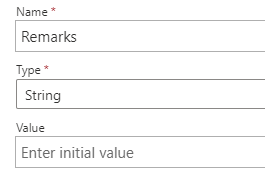 Name *
Remarks
Type *
String
Value
Enter initial value